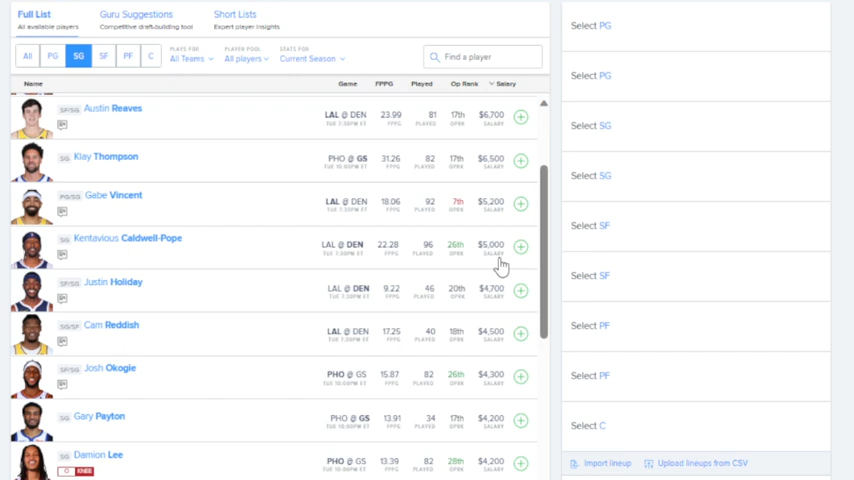 Full List Guru Suggestions Short Lists
All available players Competitive draft-building tool Expert player insights
All PG SG SF PF C
PLAYS FOR PLAYER POOL STATS FOR
All Teams All players Current Season
Find a player
Name Game FPPG Played Op Rank Salary
SF/SG Austin Reaves LAL @ DEN 23.99 81 17th $6,700
TUE 7:30PM ET FPPG PLAYED OPRK SALARY
SG Klay Thompson PHO @ GS 31.26 82 17th $6,500
TUE 10:00PM ET FPPG PLAYED OPRK SALARY
PG/SG Gabe Vincent LAL @ DEN 18.06 92 7th $5,200
TUE 7:30PM ET FPPG PLAYED OPRK SALARY
SG Kentavious Caldwell-Pope LAL @ DEN 22.28 96 26th $5,000
TUE 7:30PM ET FPPG PLAYED OPRK SALARY
SF/SG Justin Holiday LAL @ DEN 9.22 46 20th $4,700
TUE 7:30PM ET FPPG PLAYED OPRK SALARY
SG/SF Cam Reddish LAL @ DEN 17.25 40 18th $4,500
TUE 7:30PM ET FPPG PLAYED OPRK SALARY
SG Josh Okogie PHO @ GS 15.87 82 26th $4,300
TUE 10:00PM ET FPPG PLAYED OPRK SALARY
SG Gary Payton PHO @ GS 13.91 34 17th $4,200
TUE 10:00PM ET FPPG PLAYED OPRK SALARY
SG Damion Lee PHO @ GS 13.39 82 28th $4,200
O KNEE TUE 10:00PM ET FPPG PLAYED OPRK SALARY
Select PG
Select PG
Select SG
Select SG
Select SF
Select SF
Select PF
Select PF
Select C
Import lineup Upload lineups from CSV